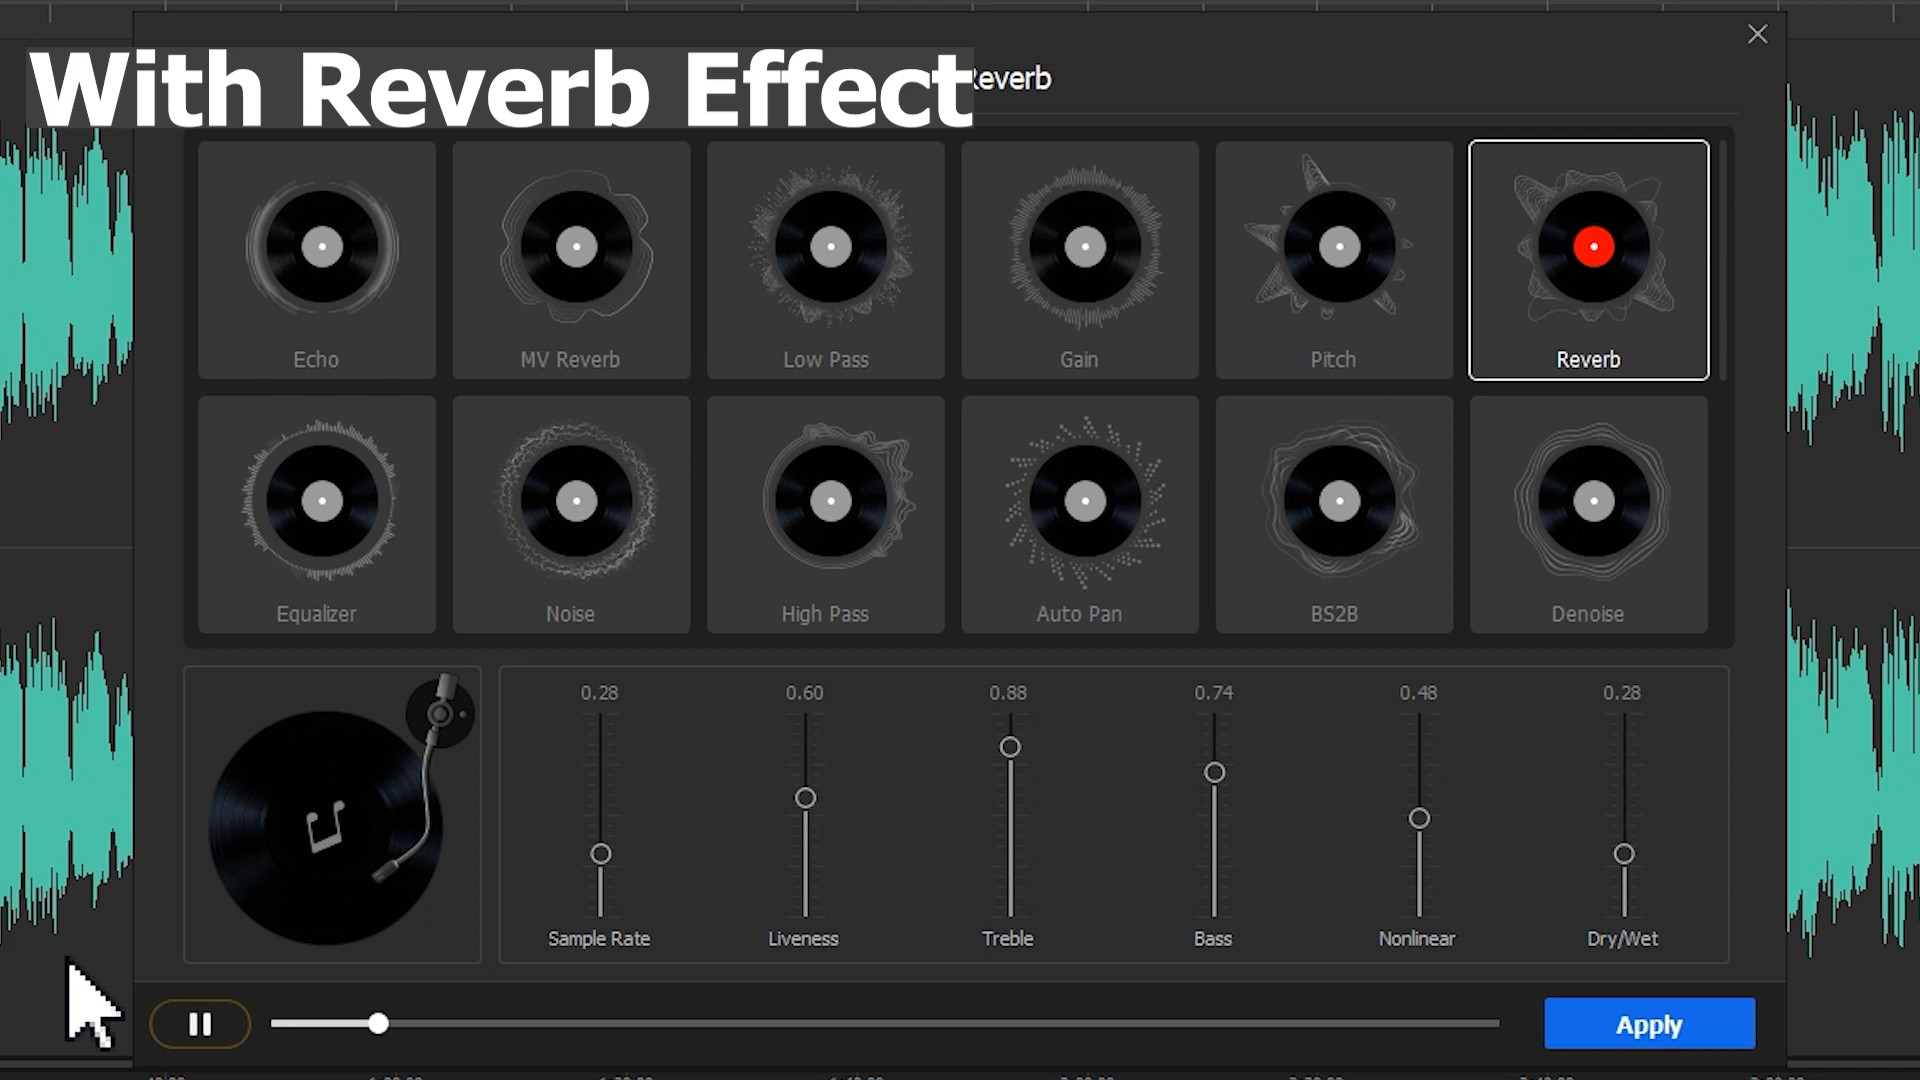 With Reverb Effect
Reverb
Echo
MV Reverb
Low Pass
Gain
Pitch
Reverb
Equalizer
Noise
High Pass
Auto Pan
BS2B
Denoise
0.28
0.60
0.88
0.74
0.48
0.28
Sample Rate
Liveness
Treble
Bass
Nonlinear
Dry/Wet
Apply